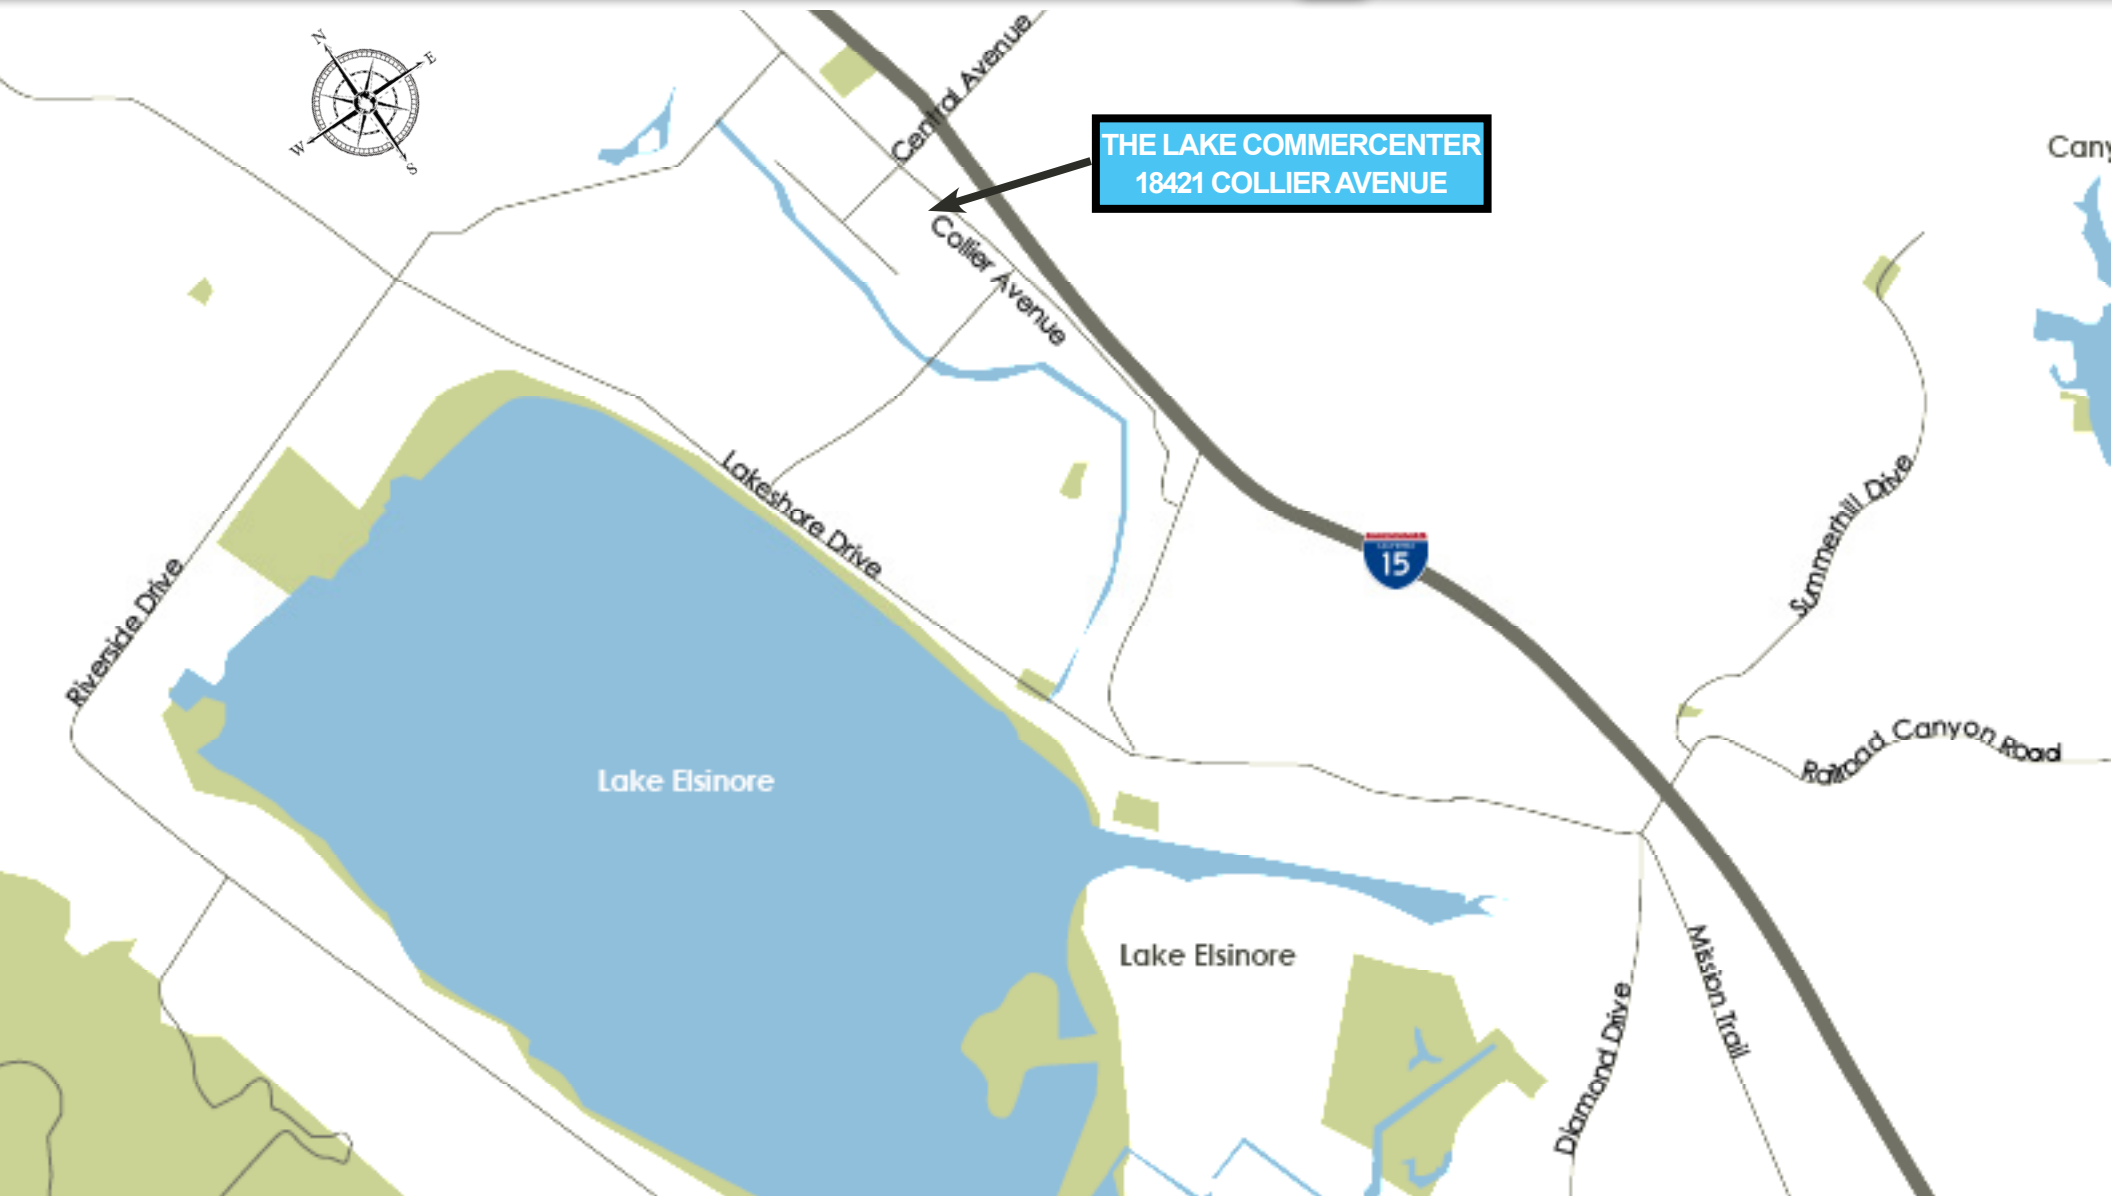 N
E
W
S
Central Avenue
THE LAKE COMMERCENTER
18421 COLLIER AVENUE
Collier Avenue
Lakeshore Drive
Riverside Drive
15
Summerhill Drive
Railroad Canyon Road
Lake Elsinore
Lake Elsinore
Mission Trail
Diamond Drive